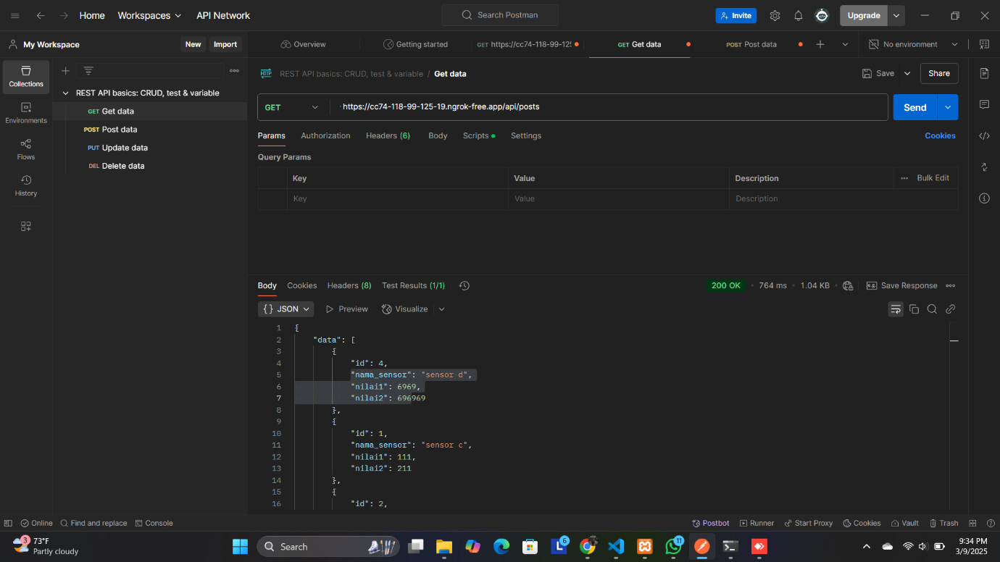 Home Workspaces API Network Search Postman Invite Upgrade
My Workspace New Import Overview Getting started GET https://cc74-118-99-12 GET Get data POST Post data No environment
Collections
Environments
Flows
History
REST API basics: CRUD, test & variable
GET Get data
POST Post data
PUT Update data
DEL Delete data
HTTP REST API basics: CRUD, test & variable / Get data Save Share
GET https://cc74-118-99-125-19.ngrok-free.app/api/posts Send
Params Authorization Headers (6) Body Scripts Settings Cookies
Query Params
Key Value Description Bulk Edit
Key Value Description
Body Cookies Headers (8) Test Results (1/1) 200 OK 764 ms 1.04 KB e.g. Save Response
{} JSON Preview Visualize
1 {
2 "data": [
3 {
4 "id": 4,
5 "nama_sensor": "sensor d",
6 "nilai1": 6969,
7 "nilai2": 696969
8 },
9 {
10 "id": 1,
11 "nama_sensor": "sensor c",
12 "nilai1": 111,
13 "nilai2": 211
14 },
15 {
16 "id": 2,
Online Find and replace Console Postbot Runner Start Proxy Cookies Vault Trash
3 73°F
Partly cloudy
Search
L 6 11
9:34 PM
3/9/2025